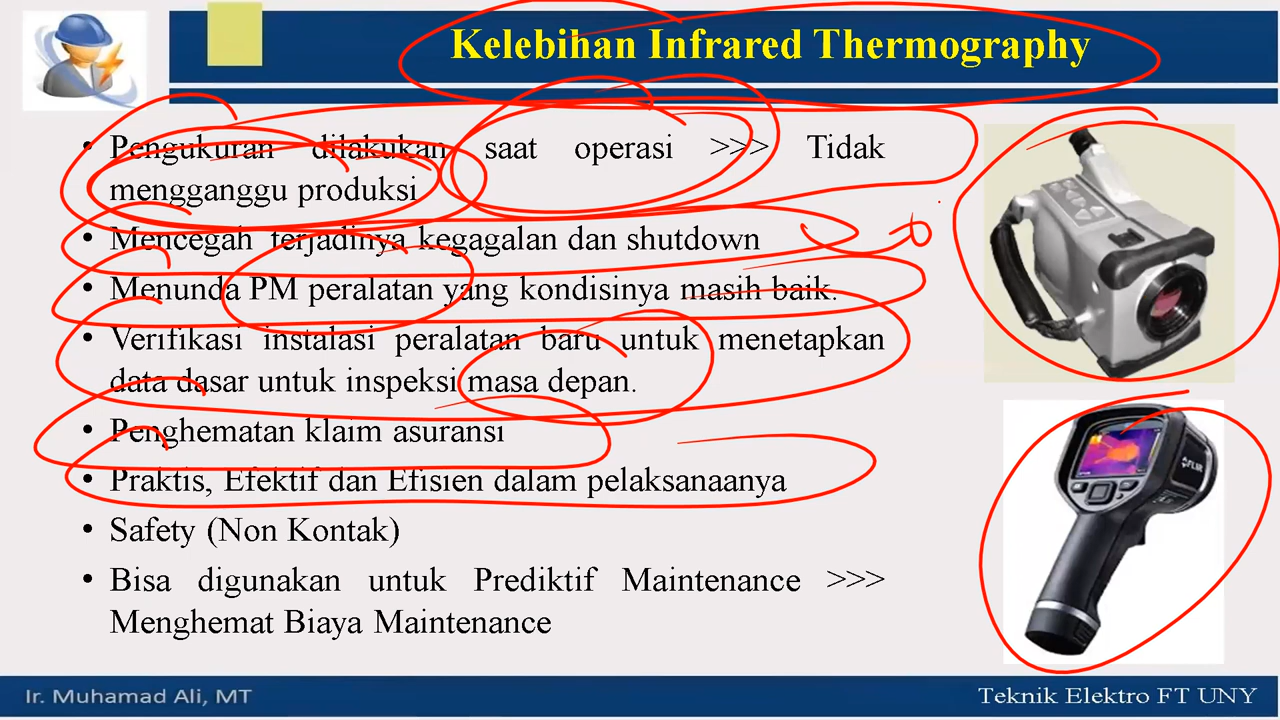 Kelebihan Infrared Thermography
• Pengukuran dilakukan saat operasi >>> Tidak
mengganggu produksi
• Mencegah terjadinya kegagalan dan shutdown
• Menunda PM peralatan yang kondisinya masih baik.
• Verifikasi instalasi peralatan baru untuk menetapkan
data dasar untuk inspeksi masa depan.
• Penghematan klaim asuransi
• Praktis, Efektif dan Efisien dalam pelaksanaanya
• Safety (Non Kontak)
• Bisa digunakan untuk Prediktif Maintenance >>>
Menghemat Biaya Maintenance
FLIR
Ir. Muhamad Ali, MT
Teknik Elektro FT UNY